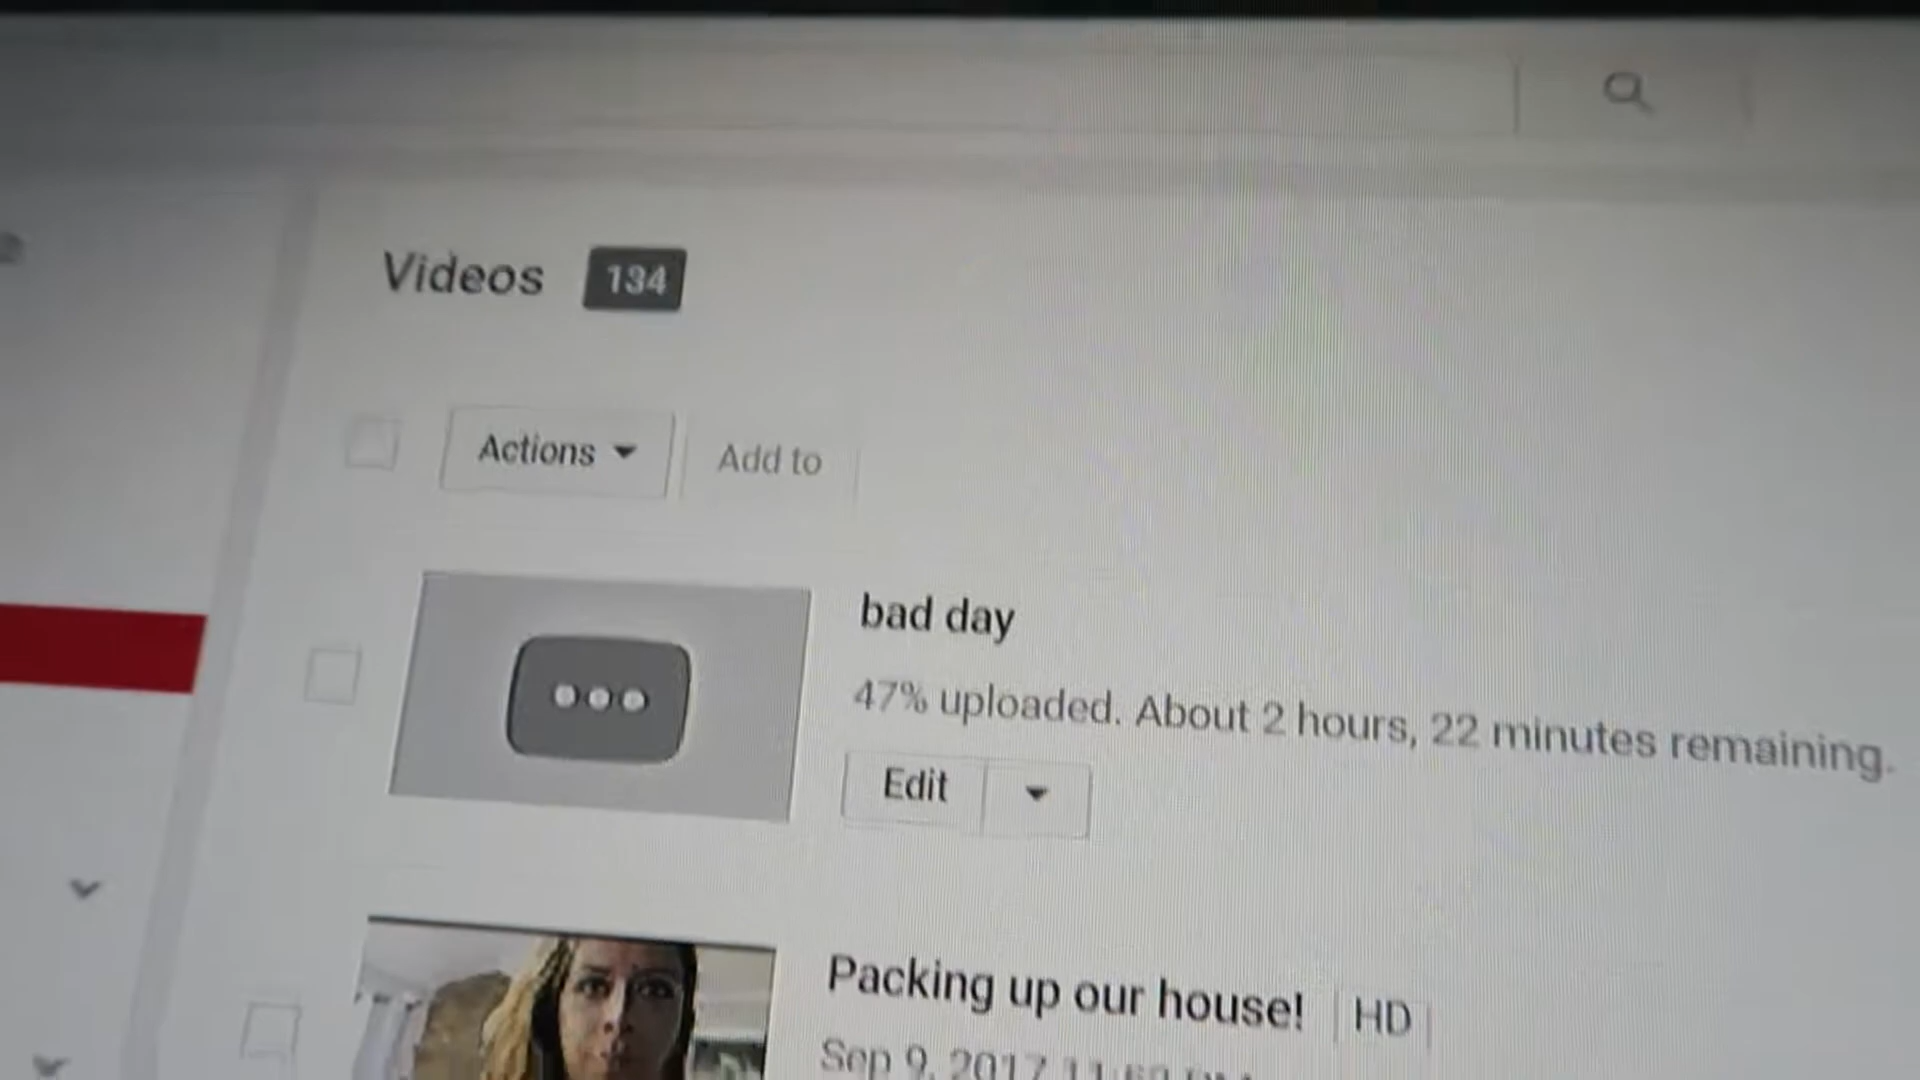 Videos 134
Actions Add to
bad day
47% uploaded. About 2 hours, 22 minutes remaining.
Edit
Packing up our house! HD
Sep 9, 2017